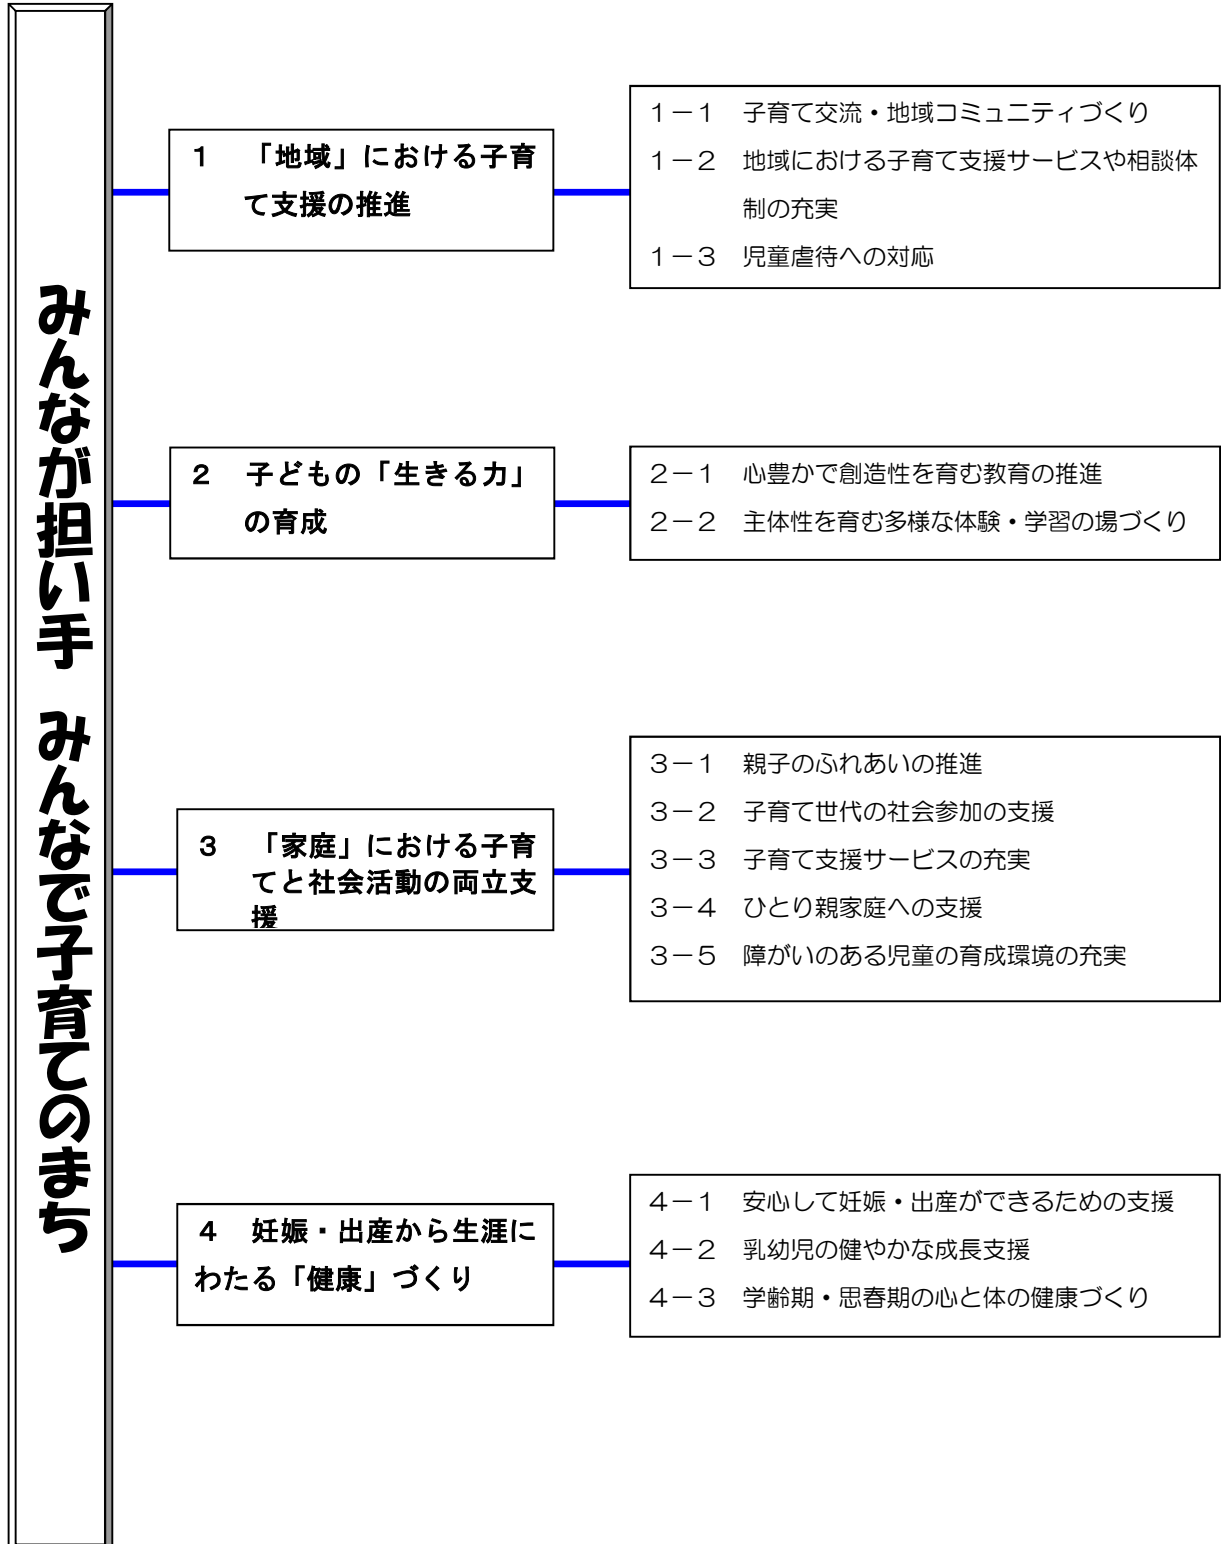 みんなが担い手　みんなで子育てのまち
１　「地域」における子育
て支援の推進
１－１　子育て交流・地域コミュニティづくり
１－２　地域における子育て支援サービスや相談体
制の充実
１－３　児童虐待への対応
２　子どもの「生きる力」
の育成
２－１　心豊かで創造性を育む教育の推進
２－２　主体性を育む多様な体験・学習の場づくり
３　「家庭」における子育
てと社会活動の両立支
援
３－１　親子のふれあいの推進
３－２　子育て世代の社会参加の支援
３－３　子育て支援サービスの充実
３－４　ひとり親家庭への支援
３－５　障がいのある児童の育成環境の充実
４　妊娠・出産から生涯に
わたる「健康」づくり
４－１　安心して妊娠・出産ができるための支援
４－２　乳幼児の健やかな成長支援
４－３　学齢期・思春期の心と体の健康づくり